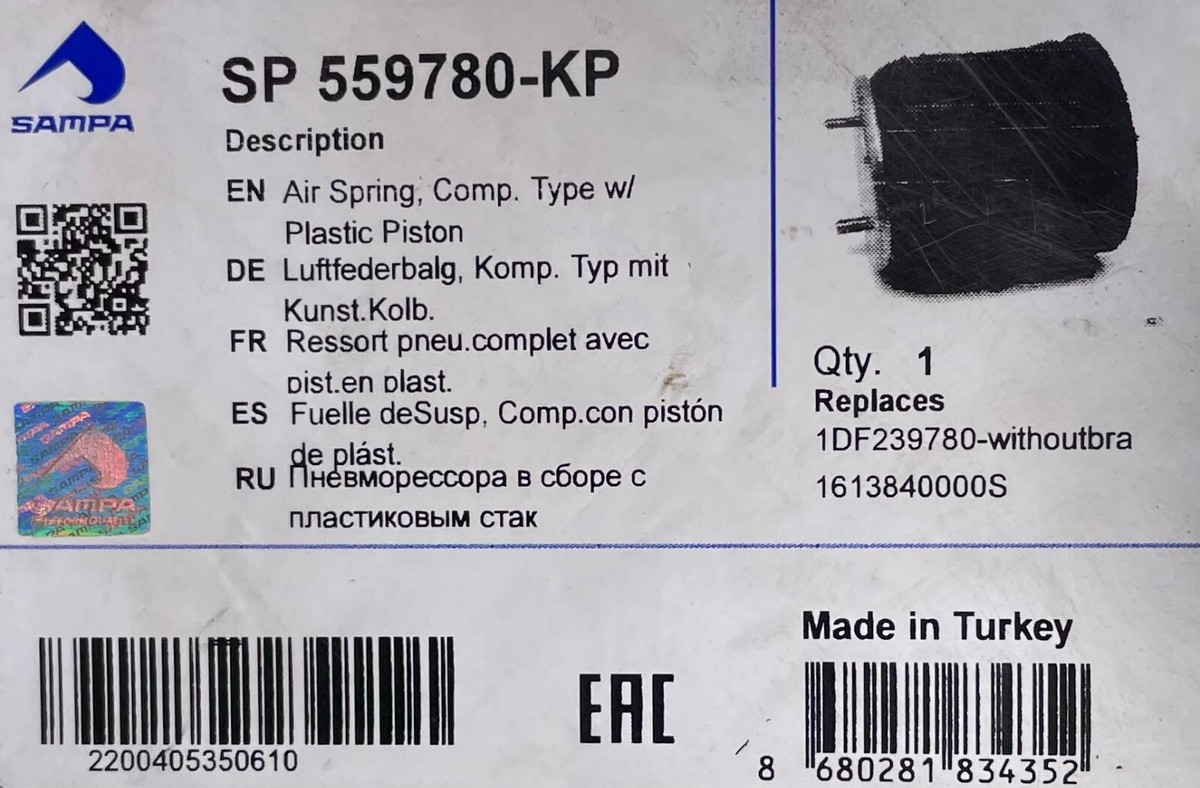 SAMPA
SP 559780-KP
Description
EN Air Spring, Comp. Type w/
Plastic Piston
DE Luftfederbalg, Komp. Typ mit
Kunst.Kolb.
FR Ressort pneu.complet avec
pist.en plast.
ES Fuelle deSusp, Comp.con pistón
de plást.
RU Пневморессора в сборе с
пластиковым стак
SAMPA
Qty. 1
Replaces
1DF239780-withoutbra
1613840000S
2200405350610
EAC
Made in Turkey
8 680281 834352